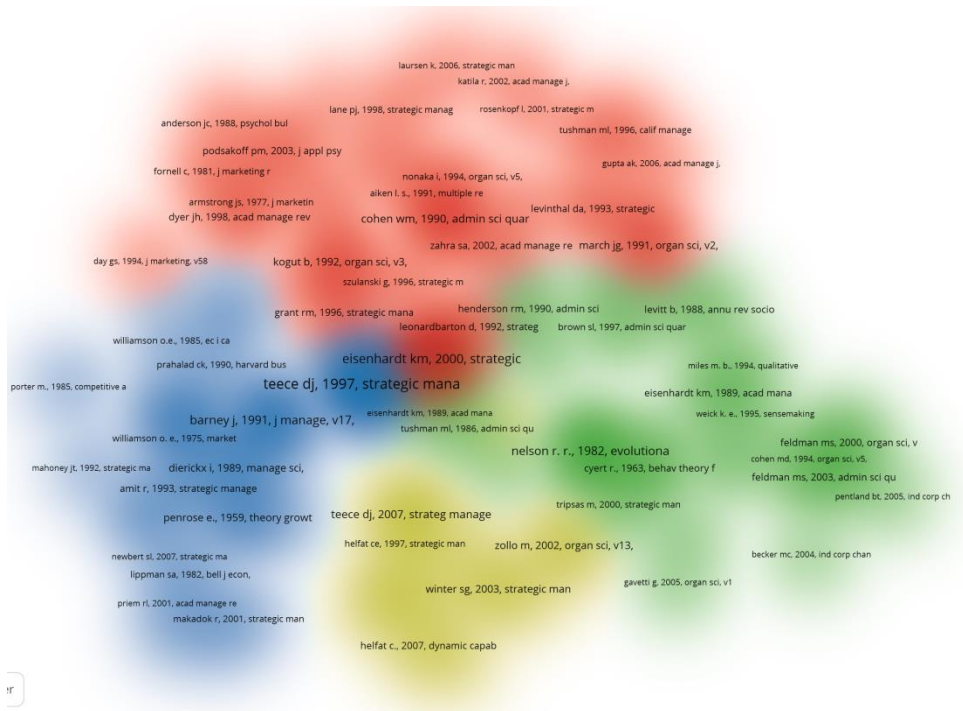 laursen k, 2006, strategic man
katila r, 2002, acad manage j,
lane pj, 1998, strategic manag
rosenkopf l, 2001, strategic m
anderson jc, 1988, psychol bul
tushman ml, 1996, calif manage
podsakoff pm, 2003, j appl psy
gupta ak, 2006, acad manage j,
fornell c, 1981, j marketing r
nonaka i, 1994, organ sci, v5,
aiken l. s., 1991, multiple re
armstrong js, 1977, j marketin
levinthal da, 1993, strategic
dyer jh, 1998, acad manage rev
cohen wm, 1990, admin sci quar
zahra sa, 2002, acad manage re
march jg, 1991, organ sci, v2,
day gs, 1994, j marketing, v58
kogut b, 1992, organ sci, v3,
szulanski g, 1996, strategic m
grant rm, 1996, strategic mana
henderson rm, 1990, admin sci
levitt b, 1988, annu rev socio
leonardbarton d, 1992, strateg
brown sl, 1997, admin sci quar
williamson o.e., 1985, ec i ca
eisenhardt km, 2000, strategic
prahalad ck, 1990, harvard bus
miles m. b., 1994, qualitative
porter m., 1985, competitive a
teece dj, 1997, strategic mana
eisenhardt km, 1989, acad mana
eisenhardt km, 1989, acad mana
weick k. e., 1995, sensemaking
barney j, 1991, j manage, v17,
tushman ml, 1986, admin sci qu
williamson o. e., 1975, market
feldman ms, 2000, organ sci, v
nelson r. r., 1982, evolutiona
cohen md, 1994, organ sci, v5,
mahoney jt, 1992, strategic ma
dierickx i, 1989, manage sci,
cyert r., 1963, behav theory f
feldman ms, 2003, admin sci qu
amit r, 1993, strategic manage
pentland bt, 2005, ind corp ch
tripsas m, 2000, strategic man
penrose e., 1959, theory growt
teece dj, 2007, strateg manage
helfat ce, 1997, strategic man
zollo m, 2002, organ sci, v13,
becker mc, 2004, ind corp chan
newbert sl, 2007, strategic ma
lippman sa, 1982, bell j econ,
gavetti g, 2005, organ sci, v1
winter sg, 2003, strategic man
priem rl, 2001, acad manage re
makadok r, 2001, strategic man
helfat c., 2007, dynamic capab
er